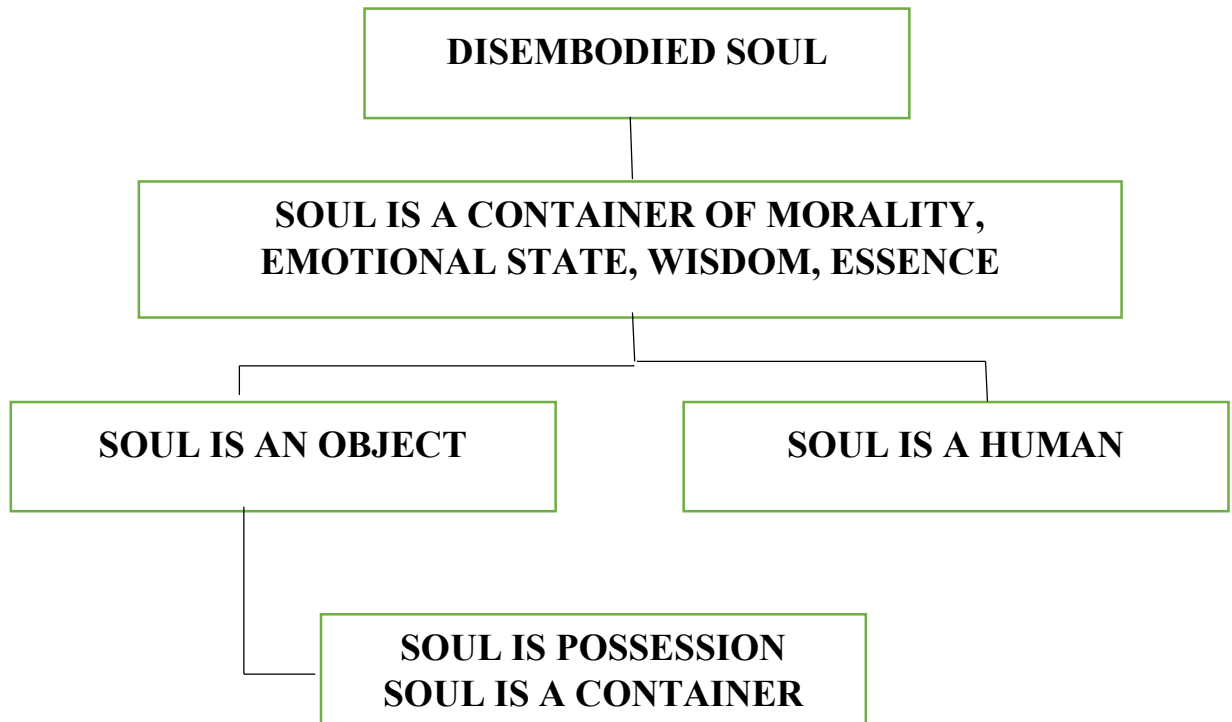 DISEMBODIED SOUL
SOUL IS A CONTAINER OF MORALITY,
EMOTIONAL STATE, WISDOM, ESSENCE
SOUL IS AN OBJECT
SOUL IS A HUMAN
SOUL IS POSSESSION
SOUL IS A CONTAINER